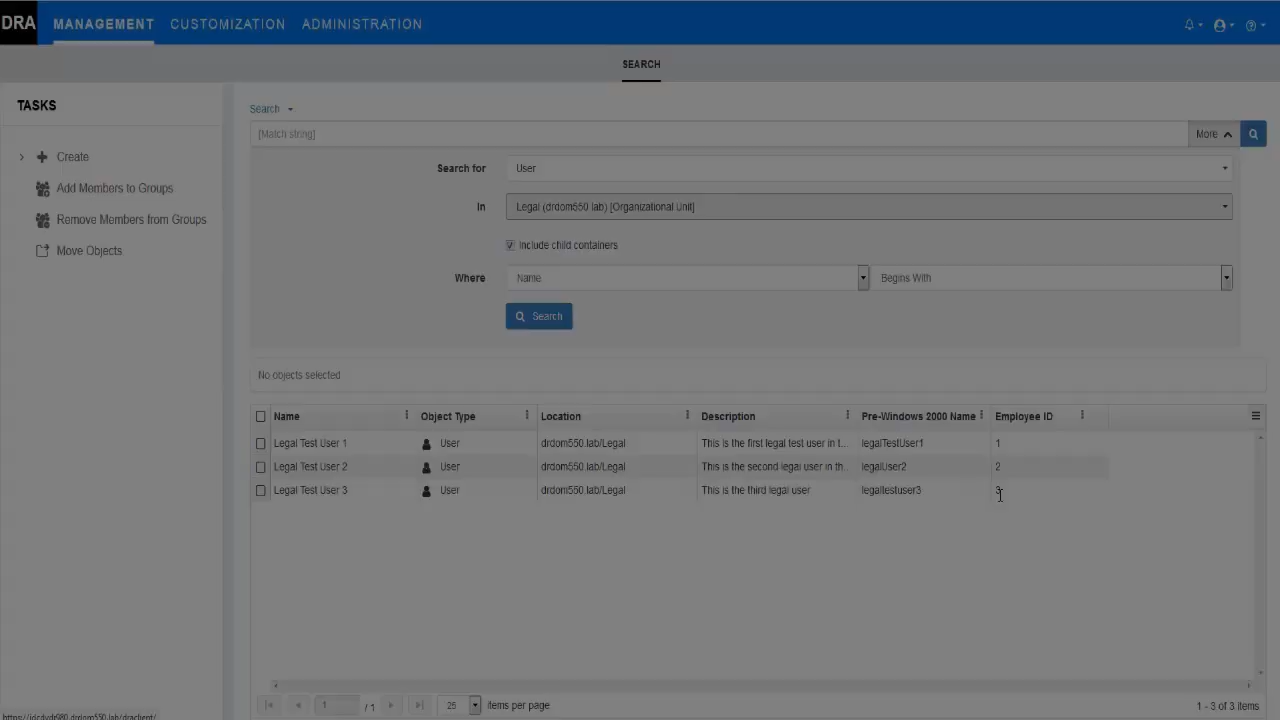 DRA MANAGEMENT CUSTOMIZATION ADMINISTRATION
SEARCH
TASKS
Create
Add Members to Groups
Remove Members from Groups
Move Objects
Search
[Match string] More
Search for User
In Legal (drdom550.lab) [Organizational Unit]
Include child containers
Where Name Begins With
Search
No objects selected
Name Object Type Location Description Pre-Windows 2000 Name Employee ID
Legal Test User 1 User drdom550.lab/Legal This is the first legal test user in t... legalTestUser1 1
Legal Test User 2 User drdom550.lab/Legal This is the second legal user in th... legalUser2 2
Legal Test User 3 User drdom550.lab/Legal This is the third legal user legaltestuser3 3
1 / 1 25 items per page 1 - 3 of 3 items